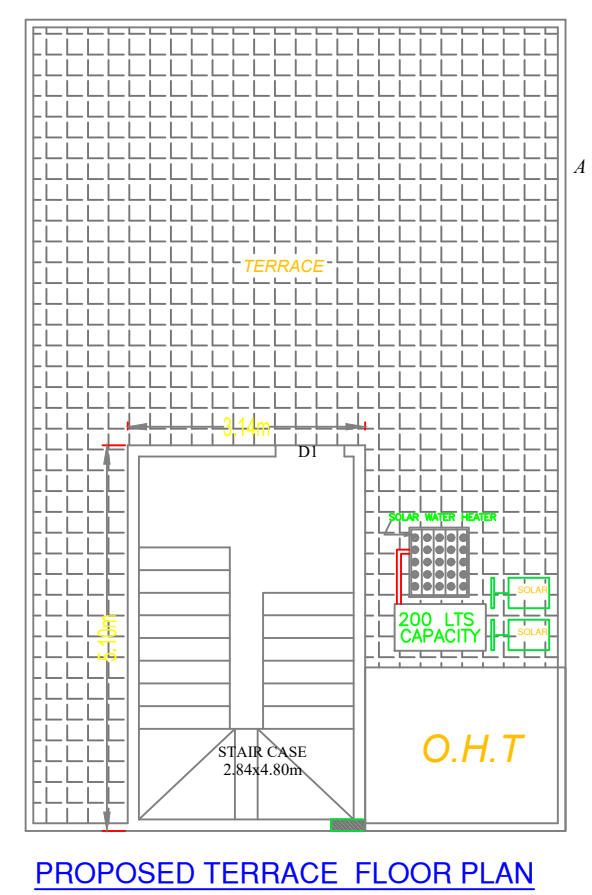 A
TERRACE
3.14m
D1
SOLAR WATER HEATER
SOLAR
200 LTS
CAPACITY
SOLAR
5.10m
STAIR CASE
2.84x4.80m
O.H.T
PROPOSED TERRACE FLOOR PLAN